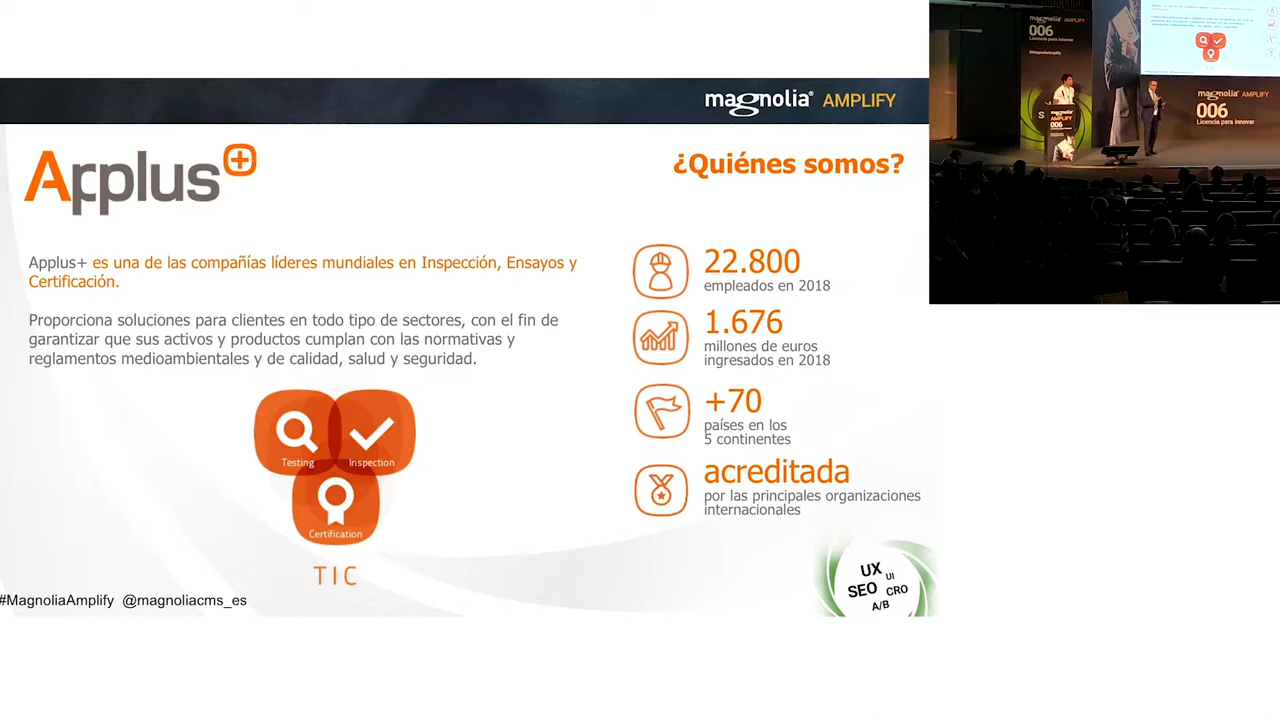 magnolia® AMPLIFY
Applus+
¿Quiénes somos?
Applus+ es una de las compañías líderes mundiales en Inspección, Ensayos y
Certificación.
Proporciona soluciones para clientes en todo tipo de sectores, con el fin de
garantizar que sus activos y productos cumplan con las normativas y
reglamentos medioambientales y de calidad, salud y seguridad.
Testing
Inspection
Certification
TIC
22.800
empleados en 2018
1.676
millones de euros
ingresados en 2018
+70
países en los
5 continentes
acreditada
por las principales organizaciones
internacionales
UX
UI
SEO
CRO
A/B
#MagnoliaAmplify @magnoliacms_es
magnolia® AMPLIFY
006
Licencia para innovar
#MagnoliaAmplify
magnolia
AMPLIFY
006
magnolia® AMPLIFY
006
Licencia para innovar